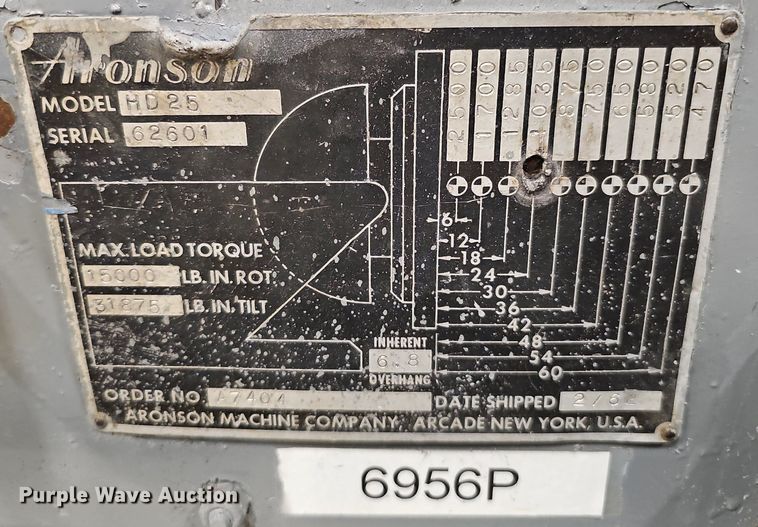 Aronson
MODEL HD25
SERIAL 62601
2500 1700 1285 1035 875 750 650 580 520 470
6
12
18
24
30
36
42
48
54
60
MAX. LOAD TORQUE
15000 LB. IN. ROT.
31875 LB. IN. TILT
INHERENT
6.8
OVERHANG
ORDER NO. A7404 DATE SHIPPED
ARONSON MACHINE COMPANY, ARCADE NEW YORK, U.S.A.
6956P
Purple Wave Auction